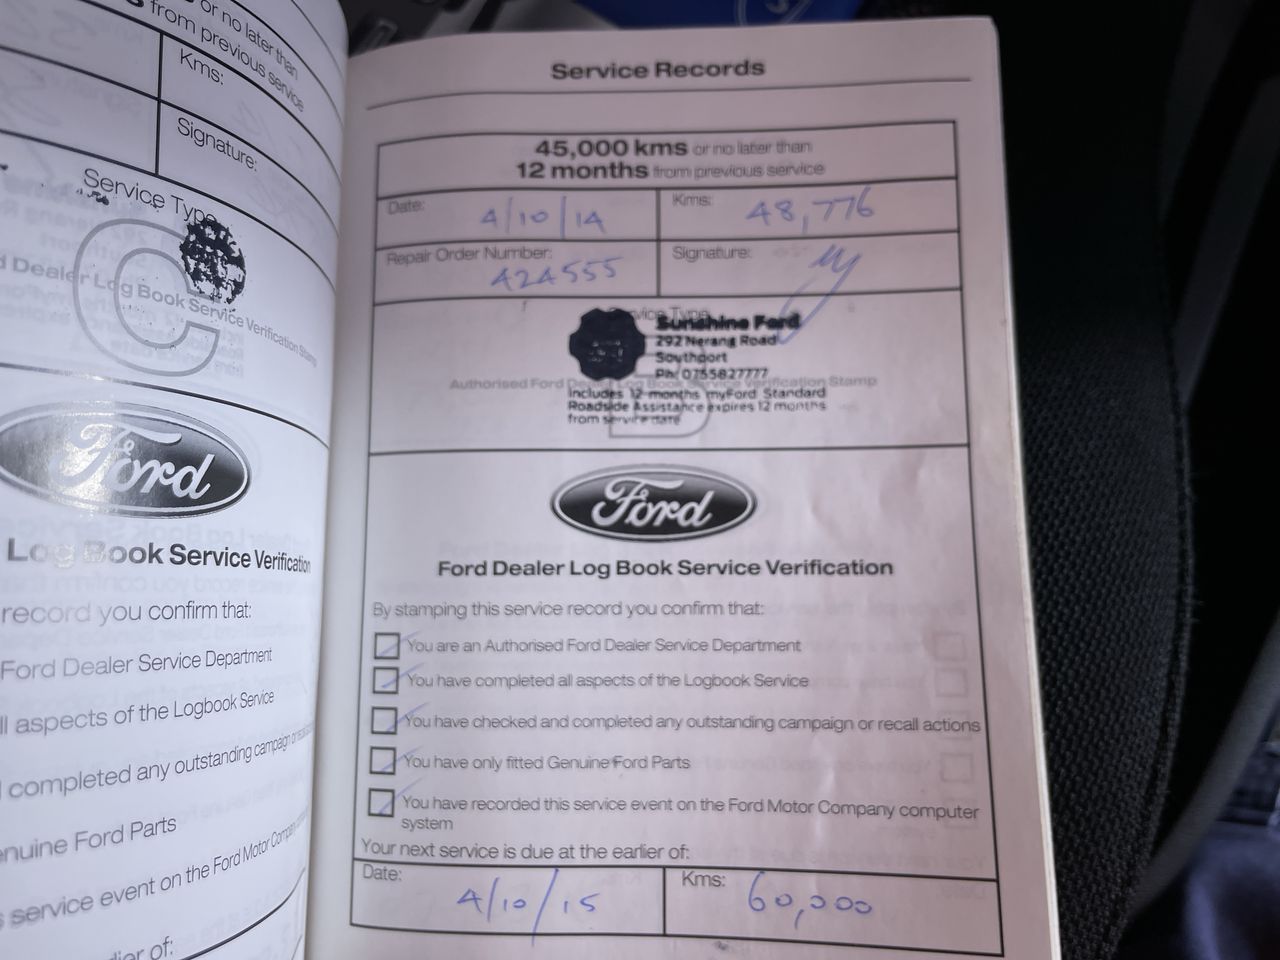 or no later than
from previous service
Kms:
Signature:
Service Type
C
Dealer Log Book Service Verification Stamp
Ford
Log Book Service Verification
record you confirm that:
Ford Dealer Service Department
ll aspects of the Logbook Service
completed any outstanding campaign or
enuine Ford Parts
s service event on the Ford Motor Company
lier of:
Service Records
45,000 kms or no later than
12 months from previous service
Date: 4/10/14
Kms: 48,776
Repair Order Number: 424555
Signature:
Service Type
Sunshine Ford
292 Nerang Road
Southport
Ph/ 0755827777
Authorised Ford Dealer Log Book Service Verification Stamp
Includes 12 months myFord Standard
Roadside Assistance expires 12 months
from service date
Ford
Ford Dealer Log Book Service Verification
By stamping this service record you confirm that:
You are an Authorised Ford Dealer Service Department
You have completed all aspects of the Logbook Service
You have checked and completed any outstanding campaign or recall actions
You have only fitted Genuine Ford Parts
You have recorded this service event on the Ford Motor Company computer
system
Your next service is due at the earlier of:
Date: 4/10/15
Kms: 60,000